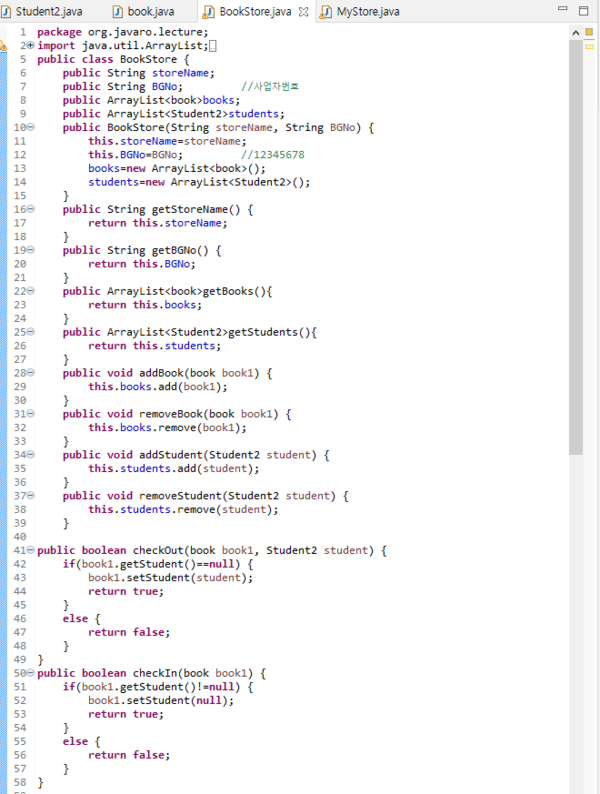 Student2.java book.java BookStore.java MyStore.java
1 package org.javaro.lecture;
2 import java.util.ArrayList;
5 public class BookStore {
6 public String storeName;
7 public String BGNo; //사업자번호
8 public ArrayList<book>books;
9 public ArrayList<Student2>students;
10 public BookStore(String storeName, String BGNo) {
11 this.storeName=storeName;
12 this.BGNo=BGNo; //12345678
13 books=new ArrayList<book>();
14 students=new ArrayList<Student2>();
15 }
16 public String getStoreName() {
17 return this.storeName;
18 }
19 public String getBGNo() {
20 return this.BGNo;
21 }
22 public ArrayList<book>getBooks(){
23 return this.books;
24 }
25 public ArrayList<Student2>getStudents(){
26 return this.students;
27 }
28 public void addBook(book book1) {
29 this.books.add(book1);
30 }
31 public void removeBook(book book1) {
32 this.books.remove(book1);
33 }
34 public void addStudent(Student2 student) {
35 this.students.add(student);
36 }
37 public void removeStudent(Student2 student) {
38 this.students.remove(student);
39 }
40
41 public boolean checkOut(book book1, Student2 student) {
42 if(book1.getStudent()==null) {
43 book1.setStudent(student);
44 return true;
45 }
46 else {
47 return false;
48 }
49 }
50 public boolean checkIn(book book1) {
51 if(book1.getStudent()!=null) {
52 book1.setStudent(null);
53 return true;
54 }
55 else {
56 return false;
57 }
58 }